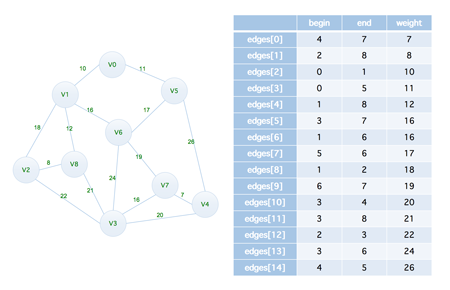 V0
10
11
V1
V5
16
17
18
12
V6
26
8
V8
19
V2
24
V7
22
21
16
7
V4
V3
20
begin end weight
edges[0] 4 7 7
edges[1] 2 8 8
edges[2] 0 1 10
edges[3] 0 5 11
edges[4] 1 8 12
edges[5] 3 7 16
edges[6] 1 6 16
edges[7] 5 6 17
edges[8] 1 2 18
edges[9] 6 7 19
edges[10] 3 4 20
edges[11] 3 8 21
edges[12] 2 3 22
edges[13] 3 6 24
edges[14] 4 5 26